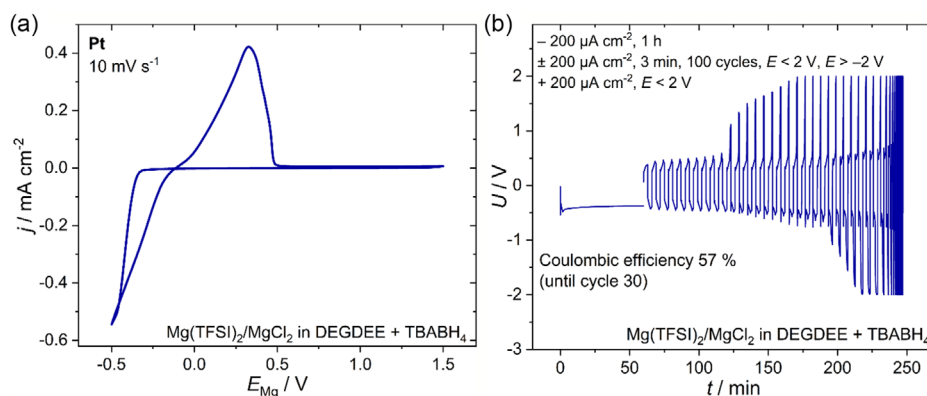 (a)
Pt
10 mV s⁻¹
0.4
0.2
0.0
-0.2
-0.4
-0.6
j / mA cm⁻²
-0.5
0.0
0.5
1.0
1.5
E_Mg / V
Mg(TFSI)₂/MgCl₂ in DEGDEE + TBABH₄
(b)
– 200 µA cm⁻², 1 h
± 200 µA cm⁻², 3 min, 100 cycles, E < 2 V, E > –2 V
+ 200 µA cm⁻², E < 2 V
2
1
0
-1
-2
-3
U / V
Coulombic efficiency 57 %
(until cycle 30)
Mg(TFSI)₂/MgCl₂ in DEGDEE + TBABH₄
0
50
100
150
200
250
t / min